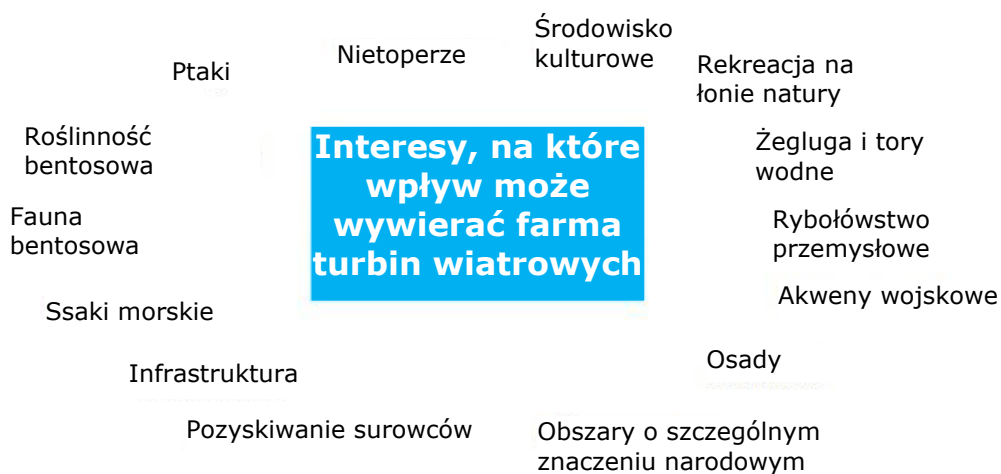 Środowisko
kulturowe
Nietoperze
Ptaki
Rekreacja na
łonie natury
Roślinność
bentosowa
Interesy, na które
wpływ może
wywierać farma
turbin wiatrowych
Żegluga i tory
wodne
Fauna
bentosowa
Rybołówstwo
przemysłowe
Ssaki morskie
Akweny wojskowe
Infrastruktura
Osady
Pozyskiwanie surowców
Obszary o szczególnym
znaczeniu narodowym